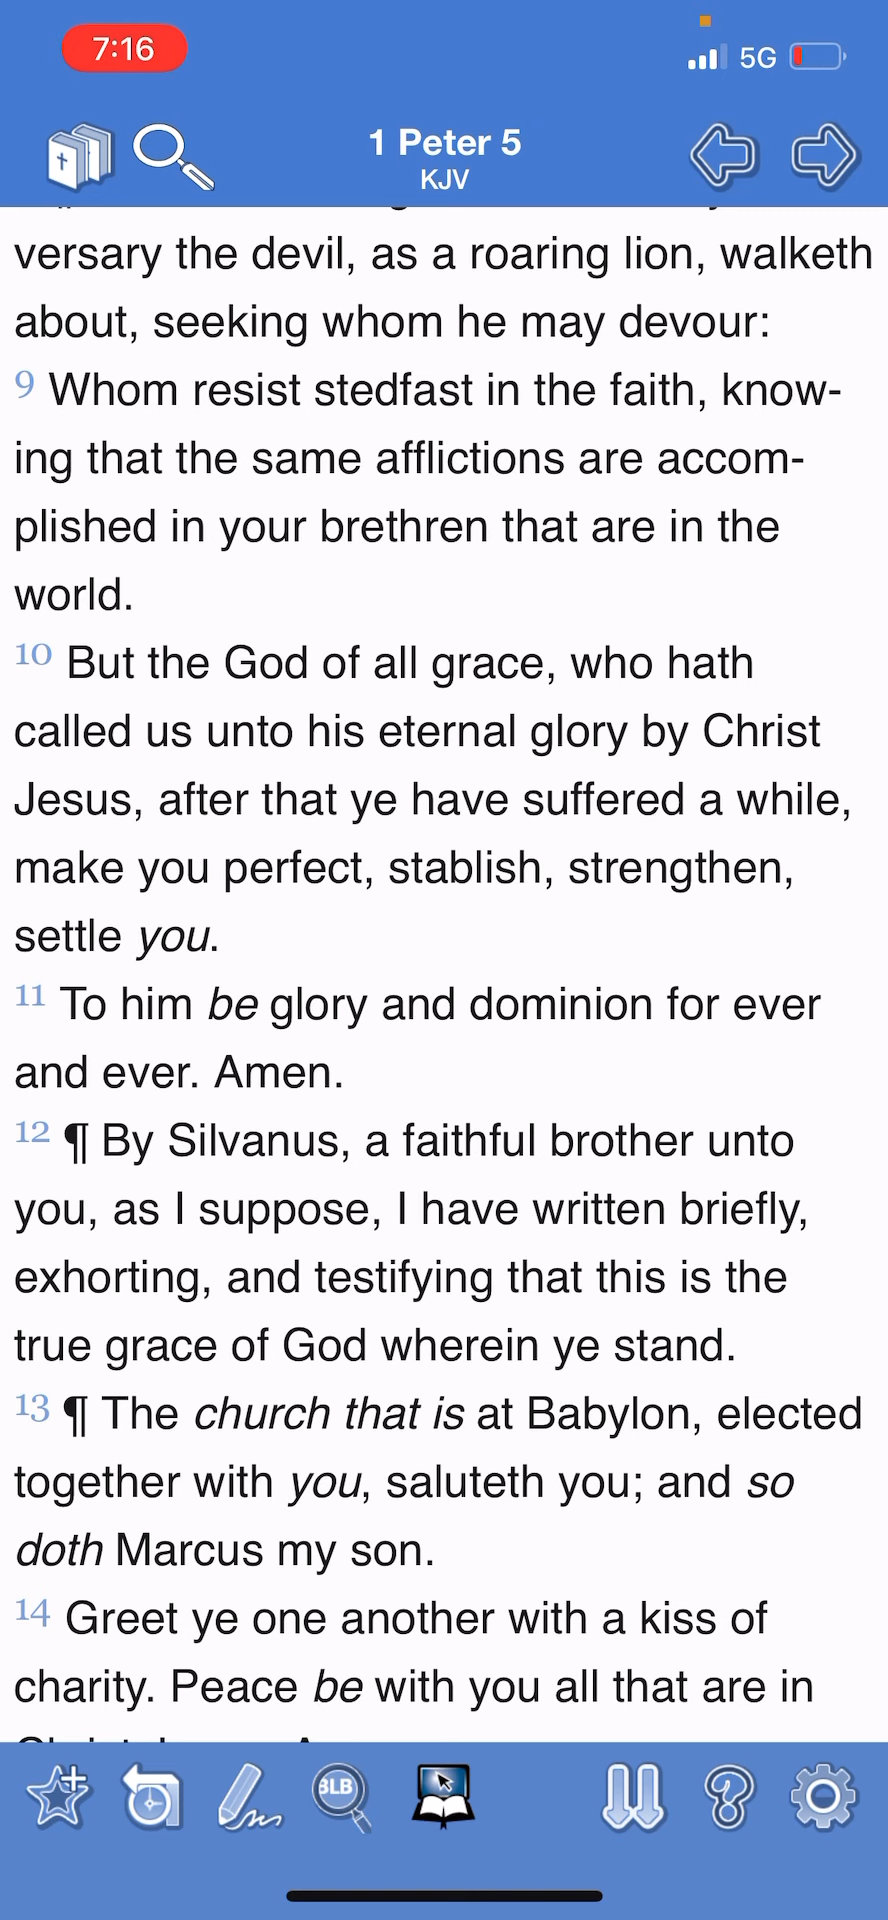 7:16
5G
1 Peter 5
KJV
versary the devil, as a roaring lion, walketh
about, seeking whom he may devour:
9 Whom resist stedfast in the faith, know-
ing that the same afflictions are accom-
plished in your brethren that are in the
world.
10 But the God of all grace, who hath
called us unto his eternal glory by Christ
Jesus, after that ye have suffered a while,
make you perfect, stablish, strengthen,
settle you.
11 To him be glory and dominion for ever
and ever. Amen.
12 ¶ By Silvanus, a faithful brother unto
you, as I suppose, I have written briefly,
exhorting, and testifying that this is the
true grace of God wherein ye stand.
13 ¶ The church that is at Babylon, elected
together with you, saluteth you; and so
doth Marcus my son.
14 Greet ye one another with a kiss of
charity. Peace be with you all that are in
BLB